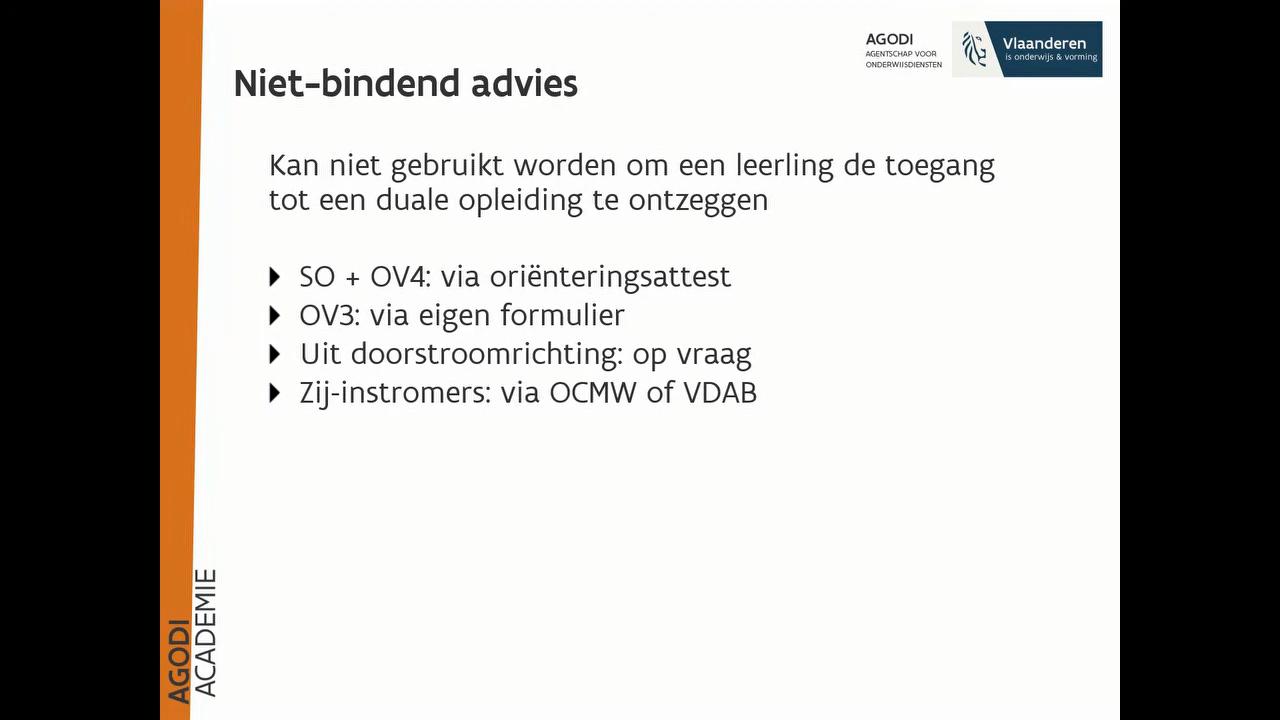 AGODI
AGENTSCHAP VOOR
ONDERWIJSDIENSTEN
Vlaanderen
is onderwijs & vorming
Niet-bindend advies
Kan niet gebruikt worden om een leerling de toegang
tot een duale opleiding te ontzeggen
SO + OV4: via oriënteringsattest
OV3: via eigen formulier
Uit doorstroomrichting: op vraag
Zij-instromers: via OCMW of VDAB
AGODI
ACADEMIE